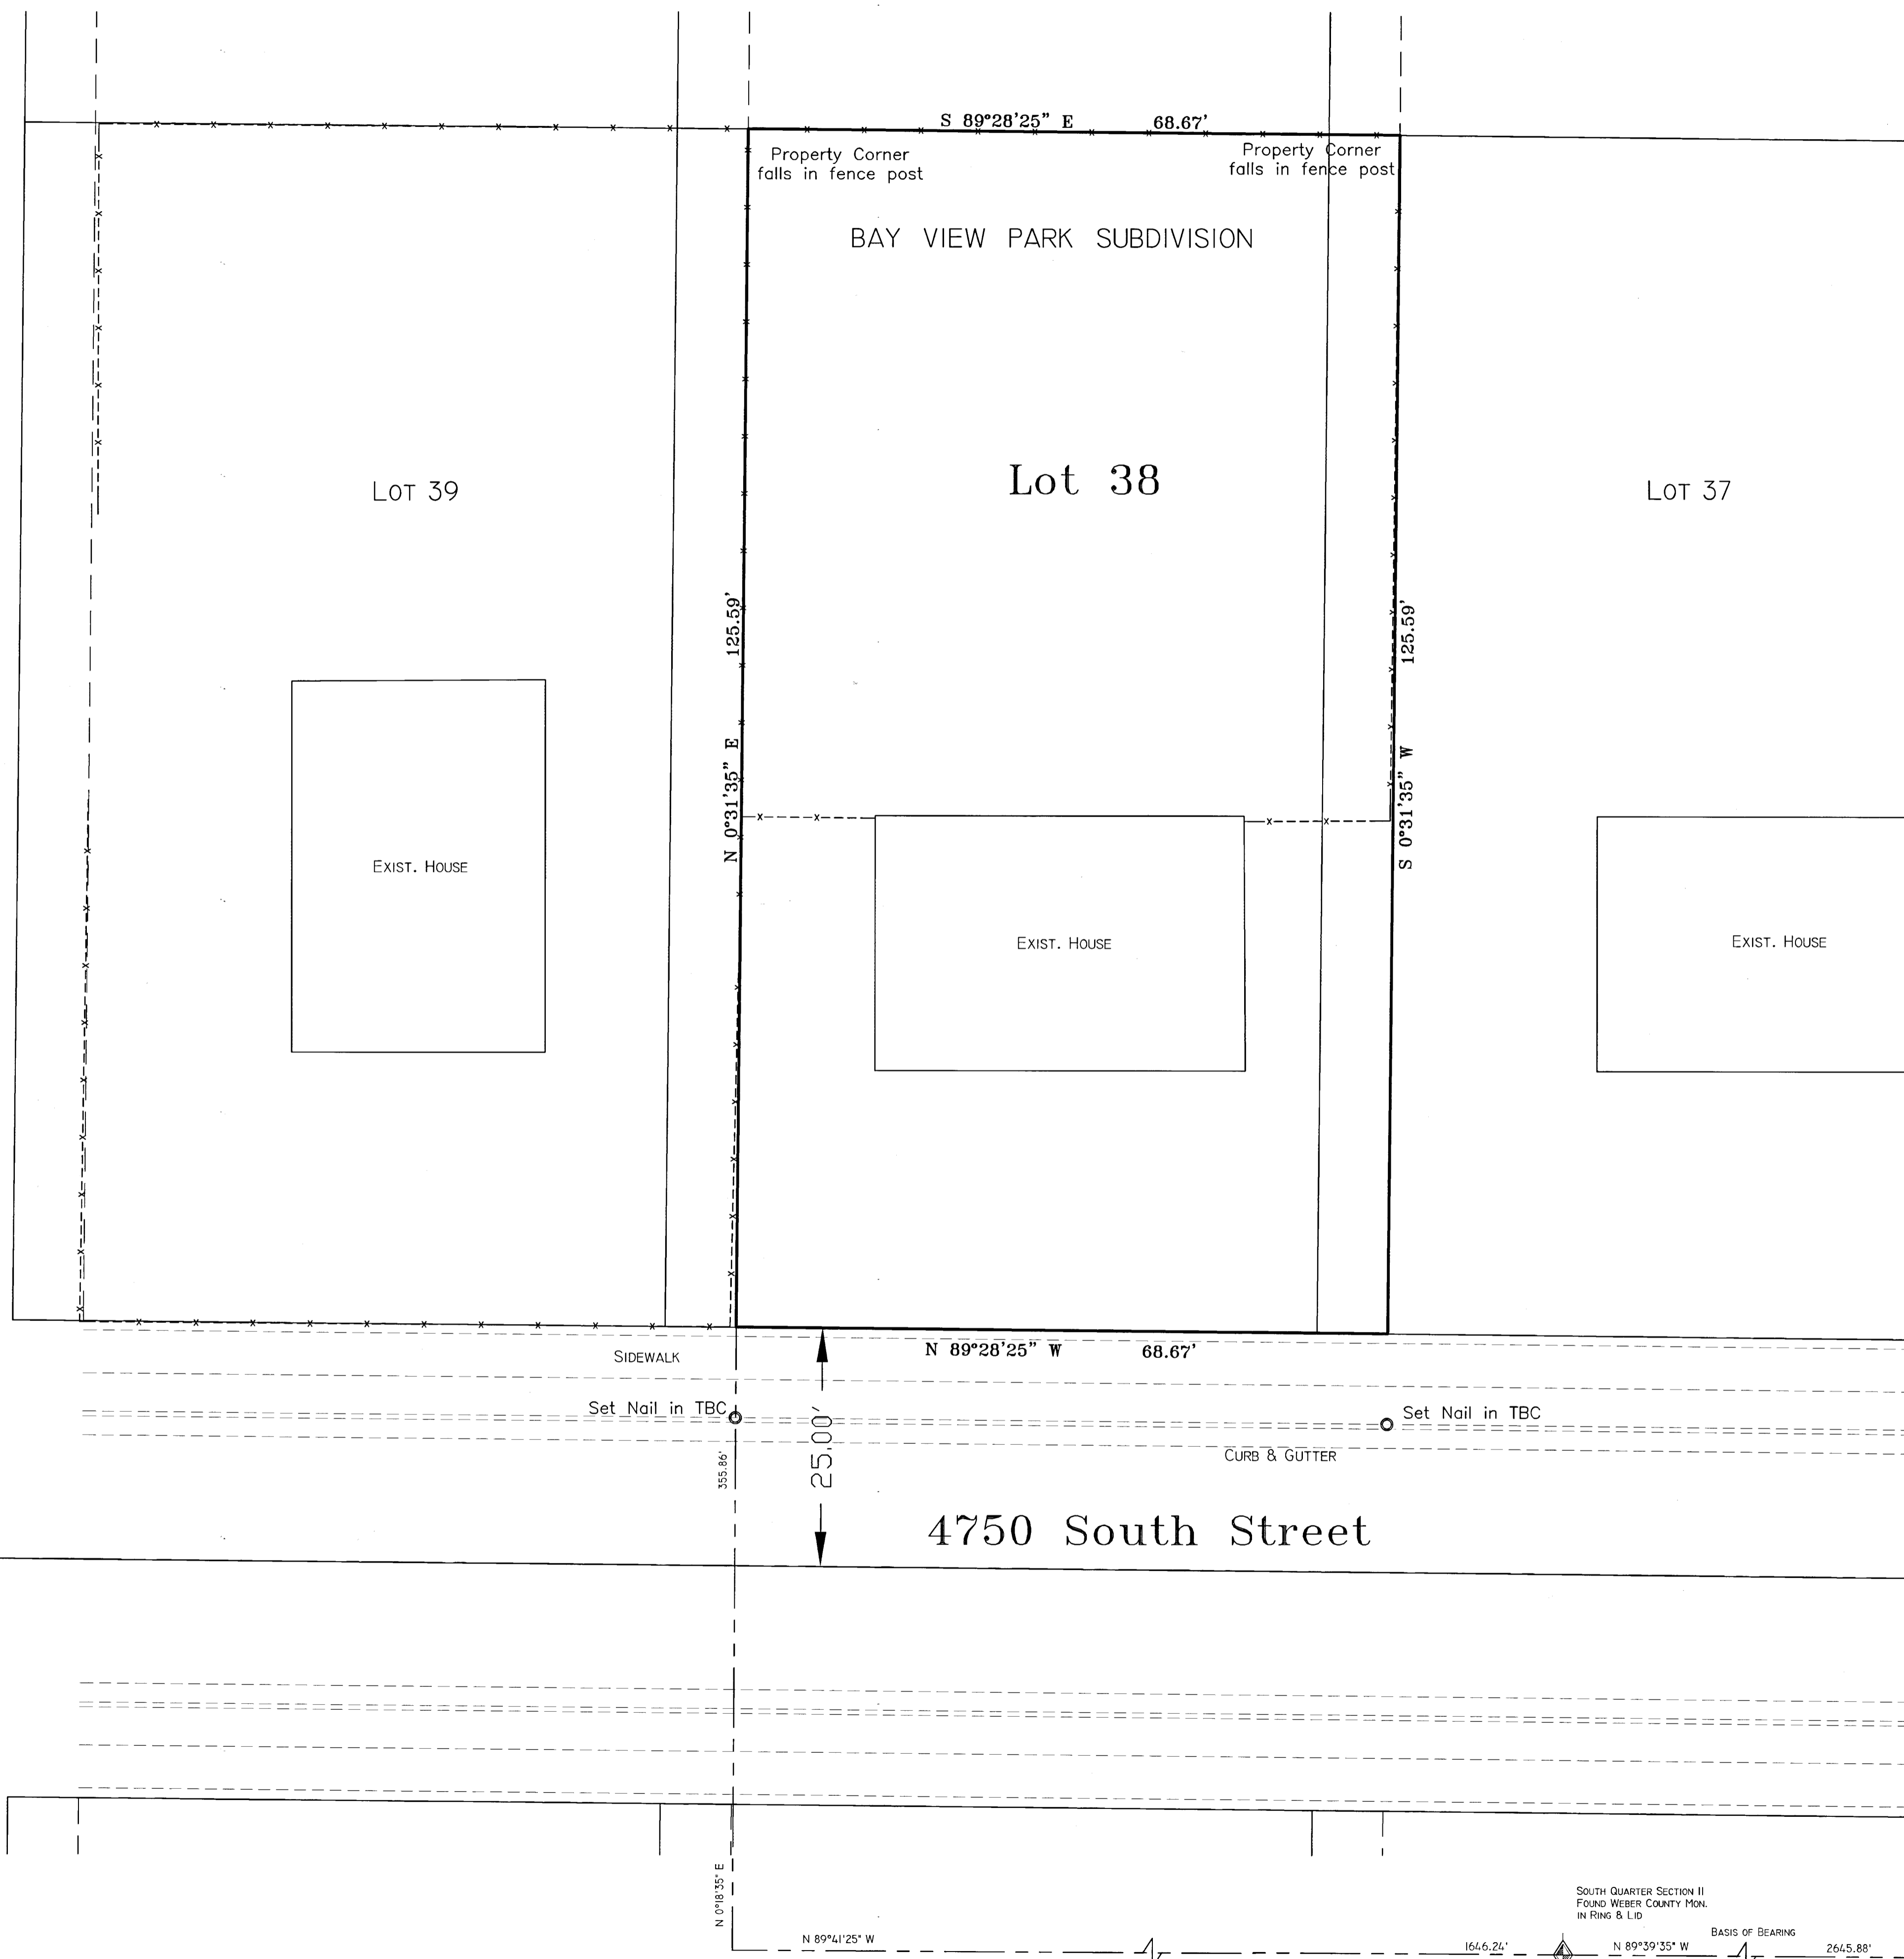 S 89°28'25" E 68.67'
Property Corner
falls in fence post
Property Corner
falls in fence post
BAY VIEW PARK SUBDIVISION
LOT 39
Lot 38
LOT 37
125.59'
N 0°31'35" E
125.59'
S 0°31'35" W
EXIST. HOUSE
EXIST. HOUSE
EXIST. HOUSE
N 89°28'25" W 68.67'
SIDEWALK
Set Nail in TBC
Set Nail in TBC
25.00'
355.86'
CURB & GUTTER
4750 South Street
N 0°18'35" E
SOUTH QUARTER SECTION 11
FOUND WEBER COUNTY MON.
IN RING & LID
BASIS OF BEARING
N 89°41'25" W
1646.24'
N 89°39'35" W
2645.88'